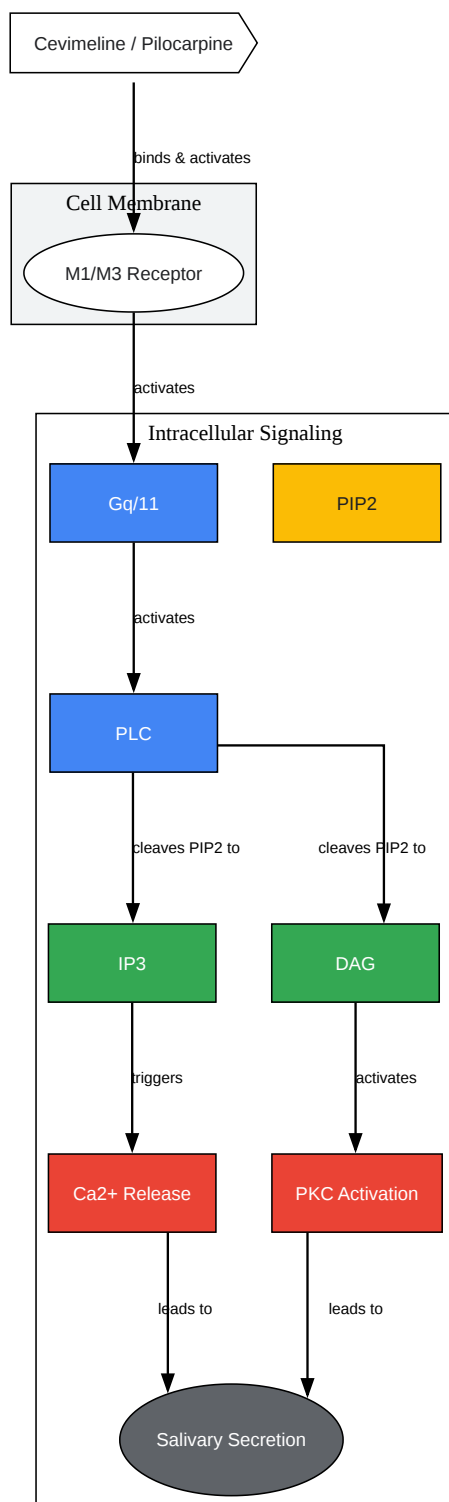 Cevimeline / Pilocarpine
binds & activates
Cell Membrane
M1/M3 Receptor
activates
Intracellular Signaling
Gq/11
PIP2
activates
PLC
cleaves PIP2 to
cleaves PIP2 to
IP3
DAG
triggers
activates
Ca2+ Release
PKC Activation
leads to
leads to
Salivary Secretion